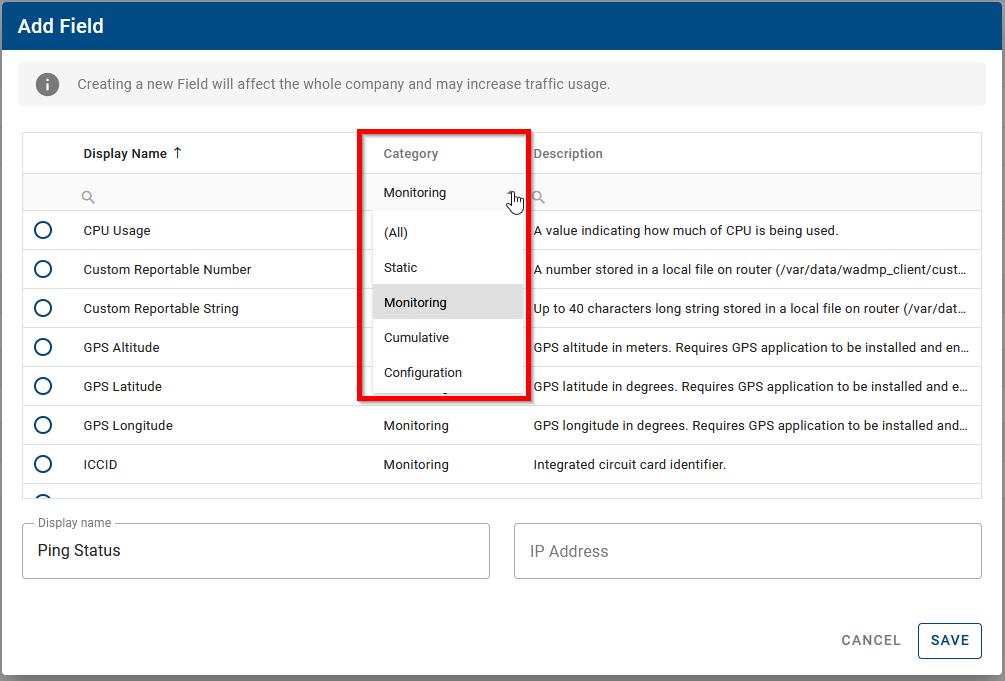 Add Field
Creating a new Field will affect the whole company and may increase traffic usage.
Display Name ↑ Category Description
Monitoring
(All)
Static
Monitoring
Cumulative
Configuration
CPU Usage A value indicating how much of CPU is being used.
Custom Reportable Number A number stored in a local file on router (/var/data/wadmp_client/cust...
Custom Reportable String Up to 40 characters long string stored in a local file on router (/var/dat...
GPS Altitude GPS altitude in meters. Requires GPS application to be installed and en...
GPS Latitude GPS latitude in degrees. Requires GPS application to be installed and e...
GPS Longitude Monitoring GPS longitude in degrees. Requires GPS application to be installed and...
ICCID Monitoring Integrated circuit card identifier.
Display name
Ping Status
IP Address
CANCEL SAVE